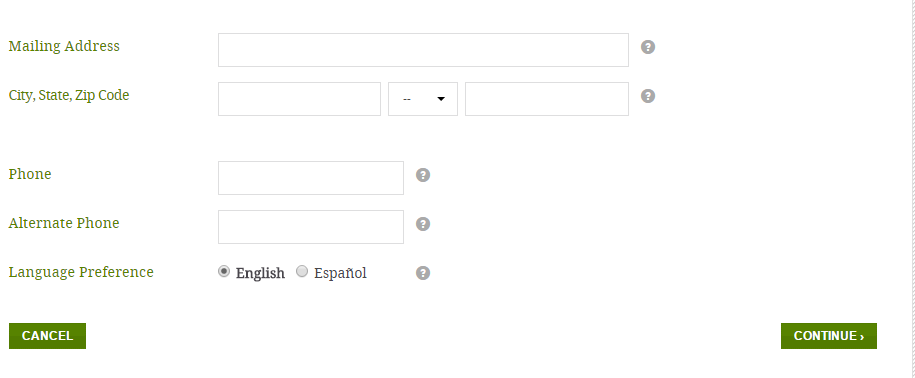 Mailing Address ?
City, State, Zip Code -- ?
Phone ?
Alternate Phone ?
Language Preference English Español ?
CANCEL CONTINUE ›